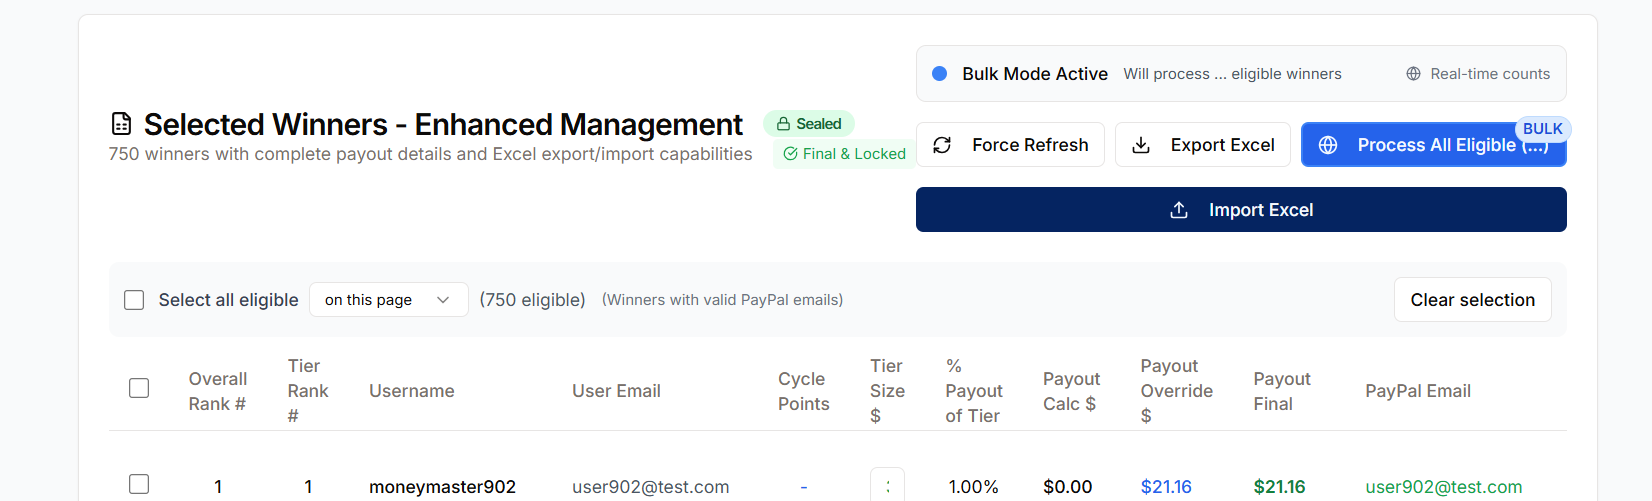 Bulk Mode Active Will process ... eligible winners Real-time counts
Selected Winners - Enhanced Management Sealed
750 winners with complete payout details and Excel export/import capabilities Final & Locked
Force Refresh Export Excel Process All Eligible (...) BULK
Import Excel
Select all eligible on this page (750 eligible) (Winners with valid PayPal emails) Clear selection
Overall Rank # Tier Rank # Username User Email Cycle Points Tier Size $ % Payout of Tier Payout Calc $ Payout Override $ Payout Final PayPal Email
1 1 moneymaster902 user902@test.com - 1.00% $0.00 $21.16 $21.16 user902@test.com